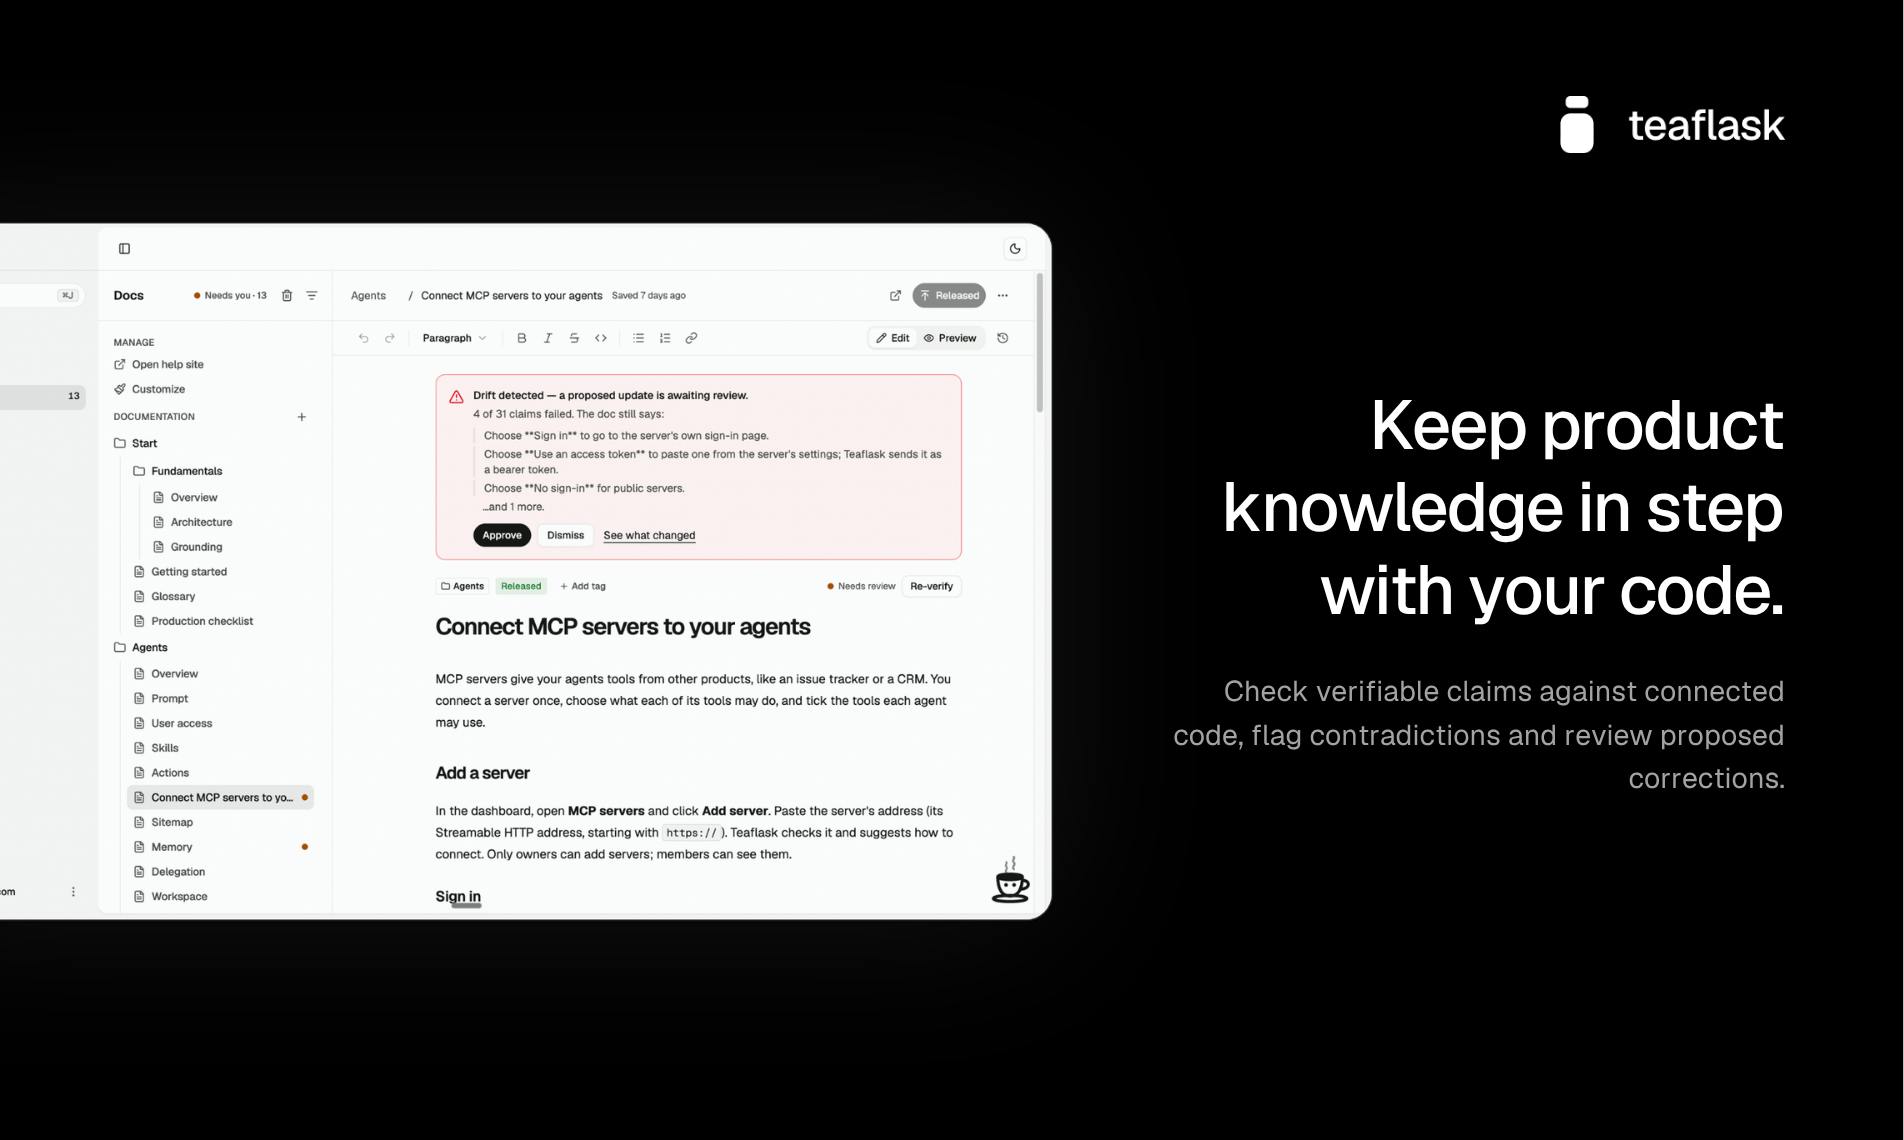 teaflask
⌘J
13
com
Docs
Needs you · 13
MANAGE
Open help site
Customize
DOCUMENTATION
Start
Fundamentals
Overview
Architecture
Grounding
Getting started
Glossary
Production checklist
Agents
Overview
Prompt
User access
Skills
Actions
Connect MCP servers to yo...
Sitemap
Memory
Delegation
Workspace
Agents / Connect MCP servers to your agents Saved 7 days ago
Released
Paragraph
Edit
Preview
Drift detected — a proposed update is awaiting review.
4 of 31 claims failed. The doc still says:
Choose **Sign in** to go to the server's own sign-in page.
Choose **Use an access token** to paste one from the server's settings; Teaflask sends it as
a bearer token.
Choose **No sign-in** for public servers.
...and 1 more.
Approve Dismiss See what changed
Agents Released + Add tag
Needs review Re-verify
Connect MCP servers to your agents
MCP servers give your agents tools from other products, like an issue tracker or a CRM. You
connect a server once, choose what each of its tools may do, and tick the tools each agent
may use.
Add a server
In the dashboard, open MCP servers and click Add server. Paste the server's address (its
Streamable HTTP address, starting with https:// ). Teaflask checks it and suggests how to
connect. Only owners can add servers; members can see them.
Sign in
Keep product
knowledge in step
with your code.
Check verifiable claims against connected
code, flag contradictions and review proposed
corrections.